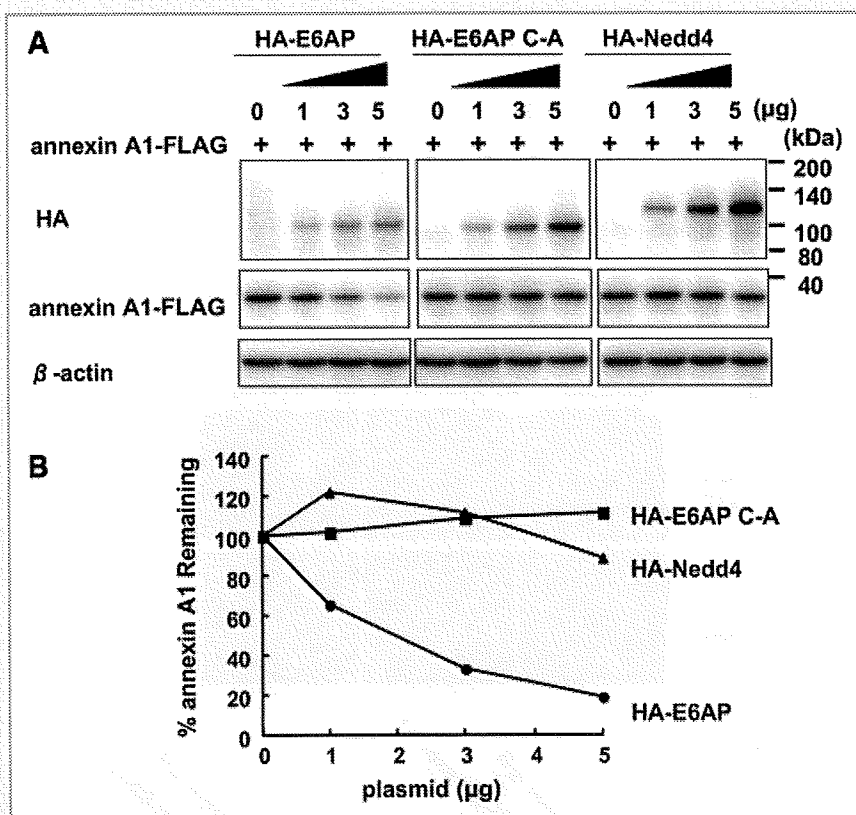 A
HA-E6AP HA-E6AP C-A HA-Nedd4
0 1 3 5 0 1 3 5 0 1 3 5 (μg)
annexin A1-FLAG + + + + + + + + + + + + (kDa)
200
140
HA
100
80
40
annexin A1-FLAG
β-actin
B
140
120
100
80
60
40
20
0
% annexin A1 Remaining
HA-E6AP C-A
HA-Nedd4
HA-E6AP
0 1 2 3 4 5
plasmid (μg)